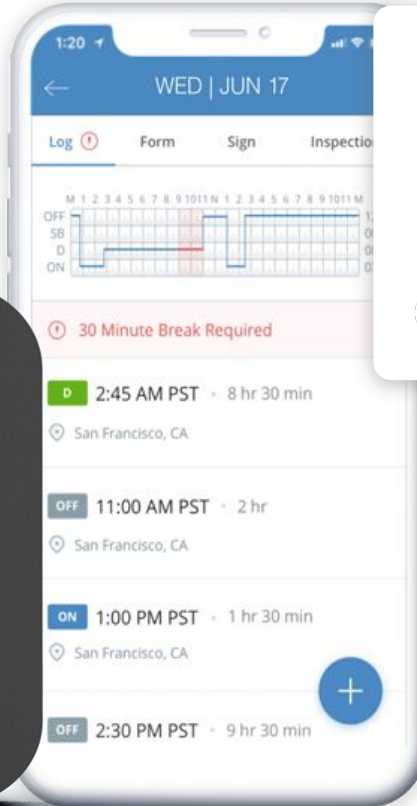 1:20
WED | JUN 17
Log Form Sign Inspectio
M 1 2 3 4 5 6 7 8 9 10 11 N 1 2 3 4 5 6 7 8 9 10 11 M
OFF
SB
D
ON
30 Minute Break Required
D 2:45 AM PST · 8 hr 30 min
San Francisco, CA
OFF 11:00 AM PST · 2 hr
San Francisco, CA
ON 1:00 PM PST · 1 hr 30 min
San Francisco, CA
+
OFF 2:30 PM PST · 9 hr 30 min